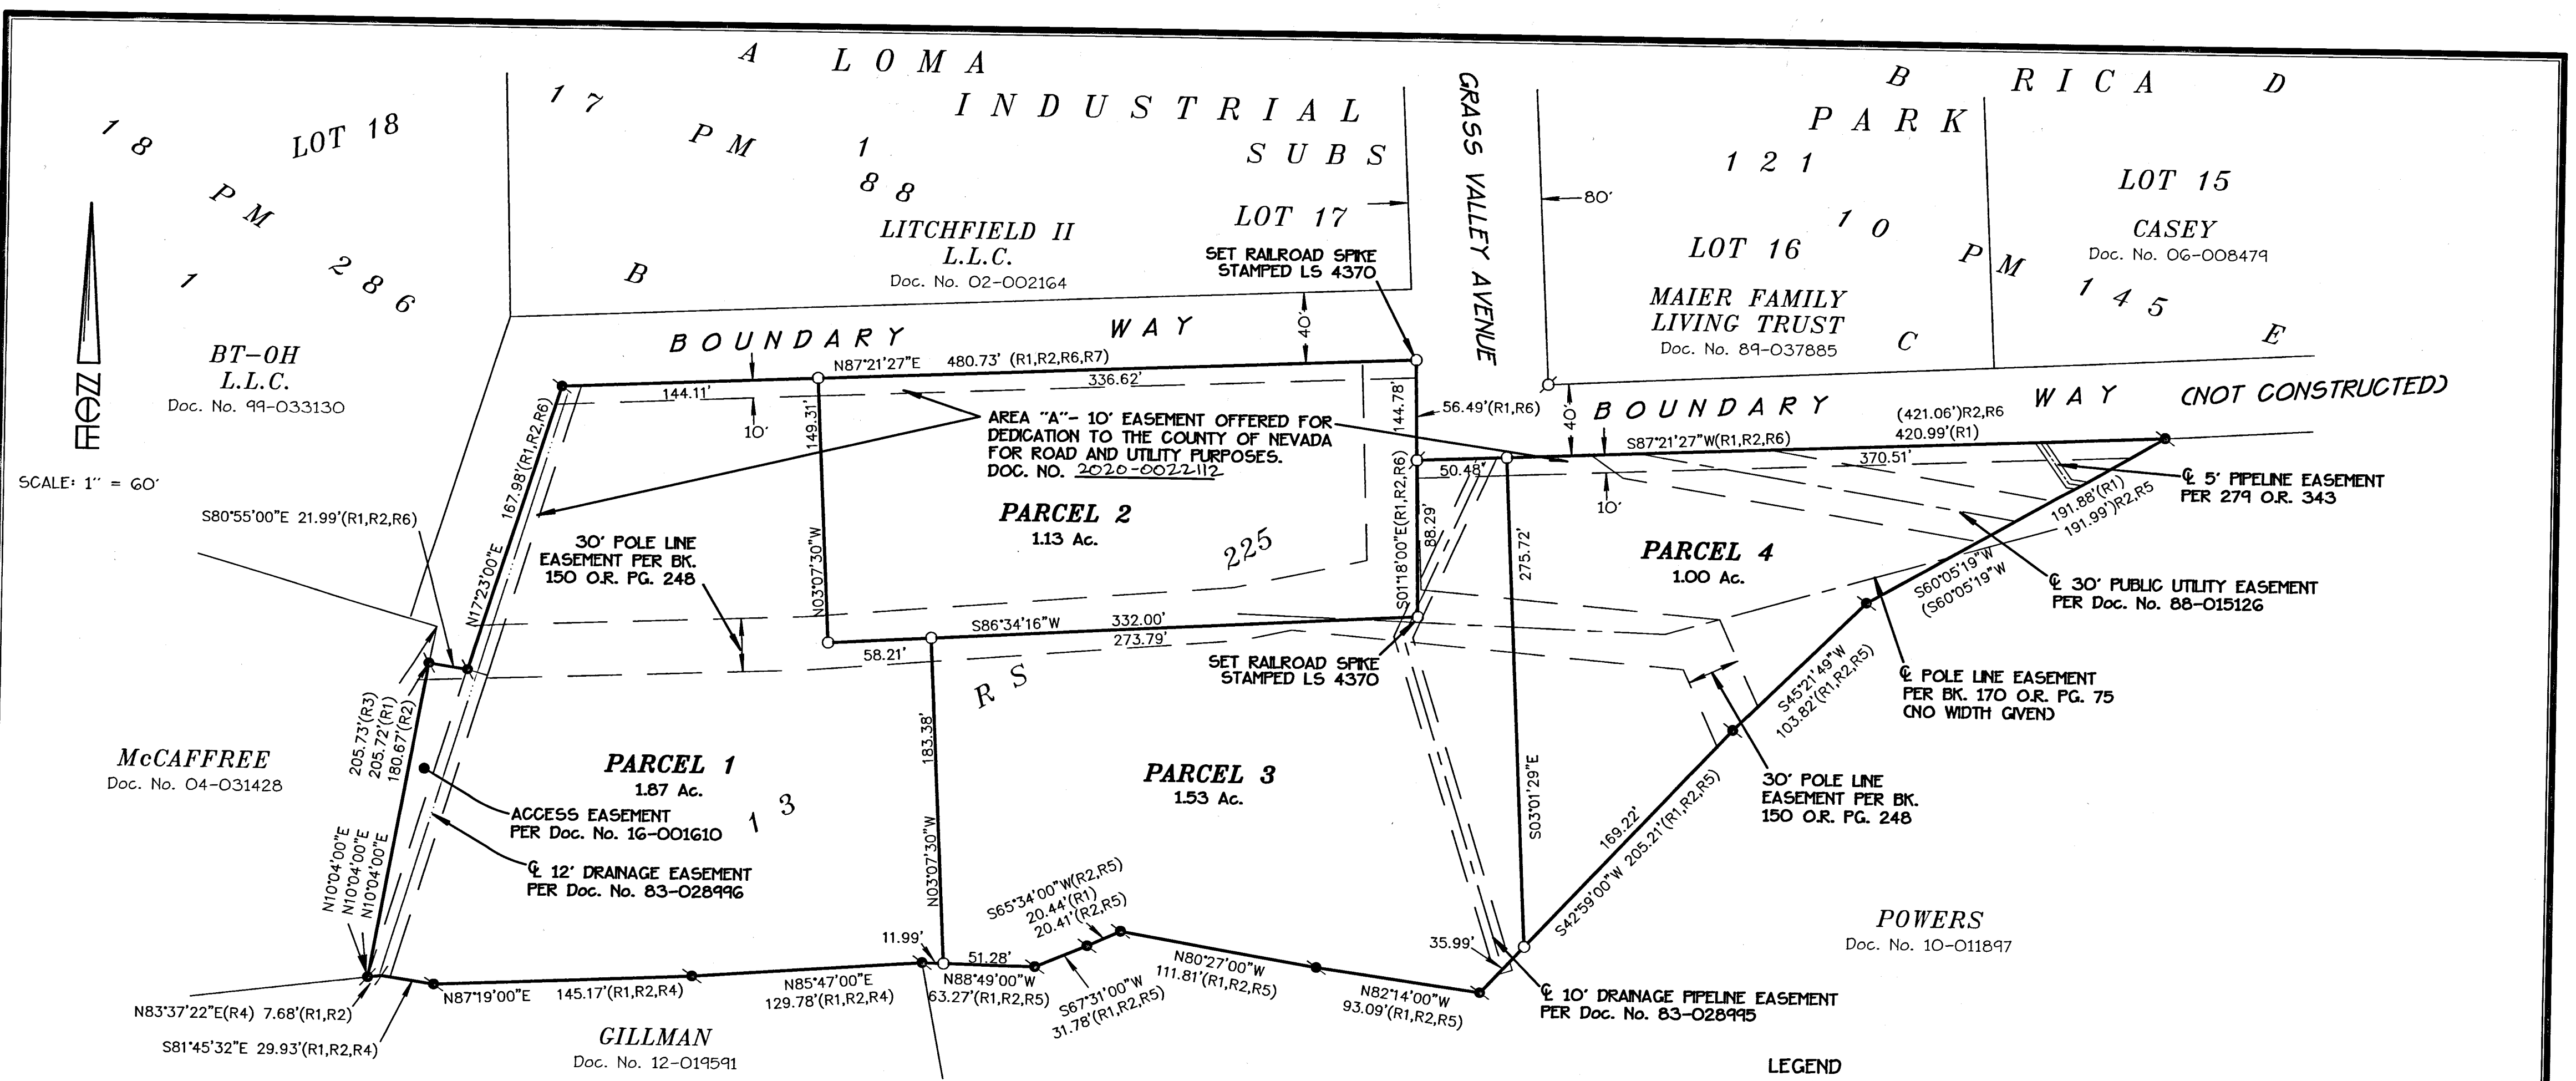 A LOMA
INDUSTRIAL
SUBS
B RICA D
PARK
18 PM 286
1
LOT 18
17 PM 188
B
LITCHFIELD II
L.L.C.
Doc. No. 02-002164
LOT 17
SET RAILROAD SPIKE
STAMPED LS 4370
GRASS VALLEY AVENUE
80'
121
10 PM 145
LOT 16
MAIER FAMILY
LIVING TRUST
Doc. No. 89-037885
C
LOT 15
CASEY
Doc. No. 06-008479
E
BT-OH
L.L.C.
Doc. No. 99-033130
SCALE: 1" = 60'
BOUNDARY WAY
40'
N87°21'27"E 480.73' (R1,R2,R6,R7)
144.11'
336.62'
10'
BOUNDARY WAY (NOT CONSTRUCTED)
40'
(421.06')R2,R6
S87°21'27"W(R1,R2,R6)
420.99'(R1)
370.51'
50.48'
10'
144.78'
56.49'(R1,R6)
S01°18'00"E(R1,R2,R6)
88.29'
AREA "A"- 10' EASEMENT OFFERED FOR
DEDICATION TO THE COUNTY OF NEVADA
FOR ROAD AND UTILITY PURPOSES.
DOC. NO. 2020-0022112
167.98'(R1,R2,R6)
N17°23'00"E
S80°55'00"E 21.99'(R1,R2,R6)
149.31'
N03°07'30"W
30' POLE LINE
EASEMENT PER BK.
150 O.R. PG. 248
PARCEL 2
1.13 Ac.
225
PARCEL 4
1.00 Ac.
275.72'
S03°01'29"E
℄ 5' PIPELINE EASEMENT
PER 279 O.R. 343
191.88'(R1)
191.99')R2,R5
S60°05'19"W
(S60°05'19"W
℄ 30' PUBLIC UTILITY EASEMENT
PER Doc. No. 88-015126
S86°34'16"W 332.00'
58.21'
273.79'
SET RAILROAD SPIKE
STAMPED LS 4370
RS
℄ POLE LINE EASEMENT
PER BK. 170 O.R. PG. 75
(NO WIDTH GIVEN)
S45°21'49"W
103.82'(R1,R2,R5)
30' POLE LINE
EASEMENT PER BK.
150 O.R. PG. 248
McCAFFREE
Doc. No. 04-031428
205.73'(R3)
205.72'(R1)
180.67'(R2)
N10°04'00"E
N10°04'00"E
N10°04'00"E
PARCEL 1
1.87 Ac.
13
ACCESS EASEMENT
PER Doc. No. 16-001610
℄ 12' DRAINAGE EASEMENT
PER Doc. No. 83-028996
183.38'
N03°07'30"W
PARCEL 3
1.53 Ac.
169.22'
S42°59'00"W 205.21'(R1,R2,R5)
POWERS
Doc. No. 10-011897
S65°34'00"W(R2,R5)
20.44'(R1)
20.41'(R2,R5)
11.99'
51.28'
N88°49'00"W
63.27'(R1,R2,R5)
S67°31'00"W
31.78'(R1,R2,R5)
N80°27'00"W
111.81'(R1,R2,R5)
N82°14'00"W
93.09'(R1,R2,R5)
35.99'
℄ 10' DRAINAGE PIPELINE EASEMENT
PER Doc. No. 83-028995
N83°37'22"E(R4) 7.68'(R1,R2)
S81°45'32"E 29.93'(R1,R2,R4)
N87°19'00"E 145.17'(R1,R2,R4)
N85°47'00"E
129.78'(R1,R2,R4)
GILLMAN
Doc. No. 12-019591
LEGEND